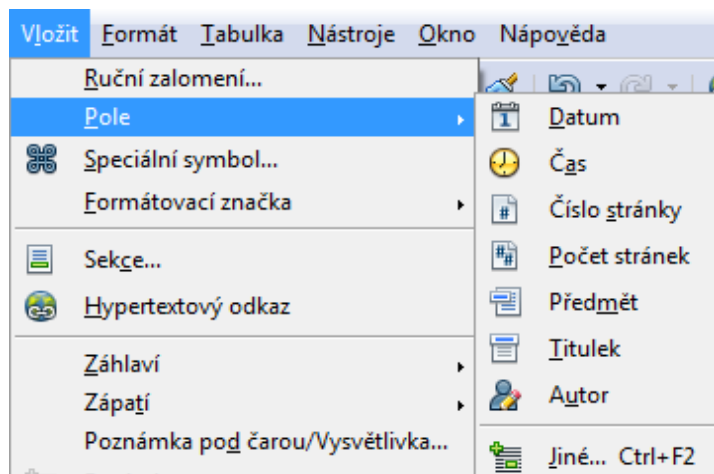 Vložit Formát Tabulka Nástroje Okno Nápověda
Ruční zalomení...
Pole
Speciální symbol...
Formátovací značka
Sekce...
Hypertextový odkaz
Záhlaví
Zápatí
Poznámka pod čarou/Vysvětlivka...
Datum
Čas
Číslo stránky
Počet stránek
Předmět
Titulek
Autor
Jiné... Ctrl+F2